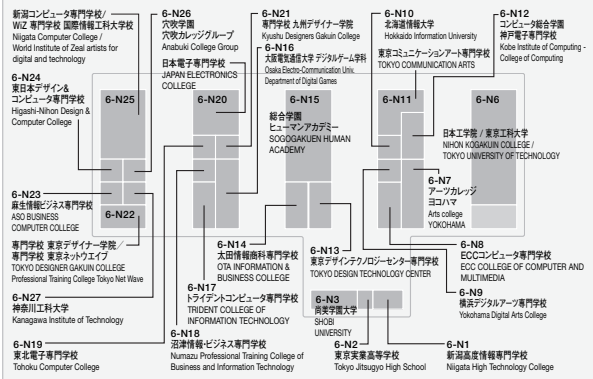 新潟コンピュータ専門学校/
WiZ 専門学校 国際情報工科大学校
Niigata Computer College /
World Institute of Zeal artists for
digital and technology
6-N26
穴吹学園
穴吹カレッジグループ
Anabuki College Group
6-N21
専門学校 九州デザイナー学院
Kyushu Designers Gakuin College
6-N10
北海道情報大学
Hokkaido Information University
6-N12
コンピュータ総合学園
神戸電子専門学校
Kobe Institute of Computing -
College of Computing
日本電子専門学校
JAPAN ELECTRONICS
COLLEGE
6-N16
大阪電気通信大学 デジタルゲーム学科
Osaka Electro-Communication Univ.
Department of Digital Games
東京コミュニケーションアート専門学校
TOKYO COMMUNICATION ARTS
6-N24
東日本デザイン&
コンピュータ専門学校
Higashi-Nihon Design &
Computer College
6-N25
6-N20
6-N15
総合学園
ヒューマンアカデミー
SOGOGAKUEN HUMAN
ACADEMY
6-N11
6-N6
日本工学院 / 東京工科大学
NIHON KOGAKUIN COLLEGE /
TOKYO UNIVERSITY OF TECHNOLOGY
6-N23
麻生情報ビジネス専門学校
ASO BUSINESS
COMPUTER COLLEGE
6-N22
専門学校 東京デザイナー学院/
専門学校 東京ネットウエイブ
TOKYO DESIGNER GAKUIN COLLEGE
Professional Training College Tokyo Net Wave
6-N7
アーツカレッジ
ヨコハマ
Arts college
YOKOHAMA
6-N14
太田情報商科専門学校
OTA INFORMATION &
BUSINESS COLLEGE
6-N13
東京デザインテクノロジーセンター専門学校
TOKYO DESIGN TECHNOLOGY CENTER
6-N8
ECCコンピュータ専門学校
ECC COLLEGE OF COMPUTER AND
MULTIMEDIA
6-N27
神奈川工科大学
Kanagawa Institute of Technology
6-N17
トライデントコンピュータ専門学校
TRIDENT COLLEGE OF
INFORMATION TECHNOLOGY
6-N3
尚美学園大学
SHOBI
UNIVERSITY
6-N9
横浜デジタルアーツ専門学校
Yokohama Digital Arts College
6-N19
東北電子専門学校
Tohoku Computer College
6-N18
沼津情報・ビジネス専門学校
Numazu Professional Training College of
Business and Information Technology
6-N2
東京実業高等学校
Tokyo Jitsugyo High School
6-N1
新潟高度情報専門学校
Niigata High Technology College